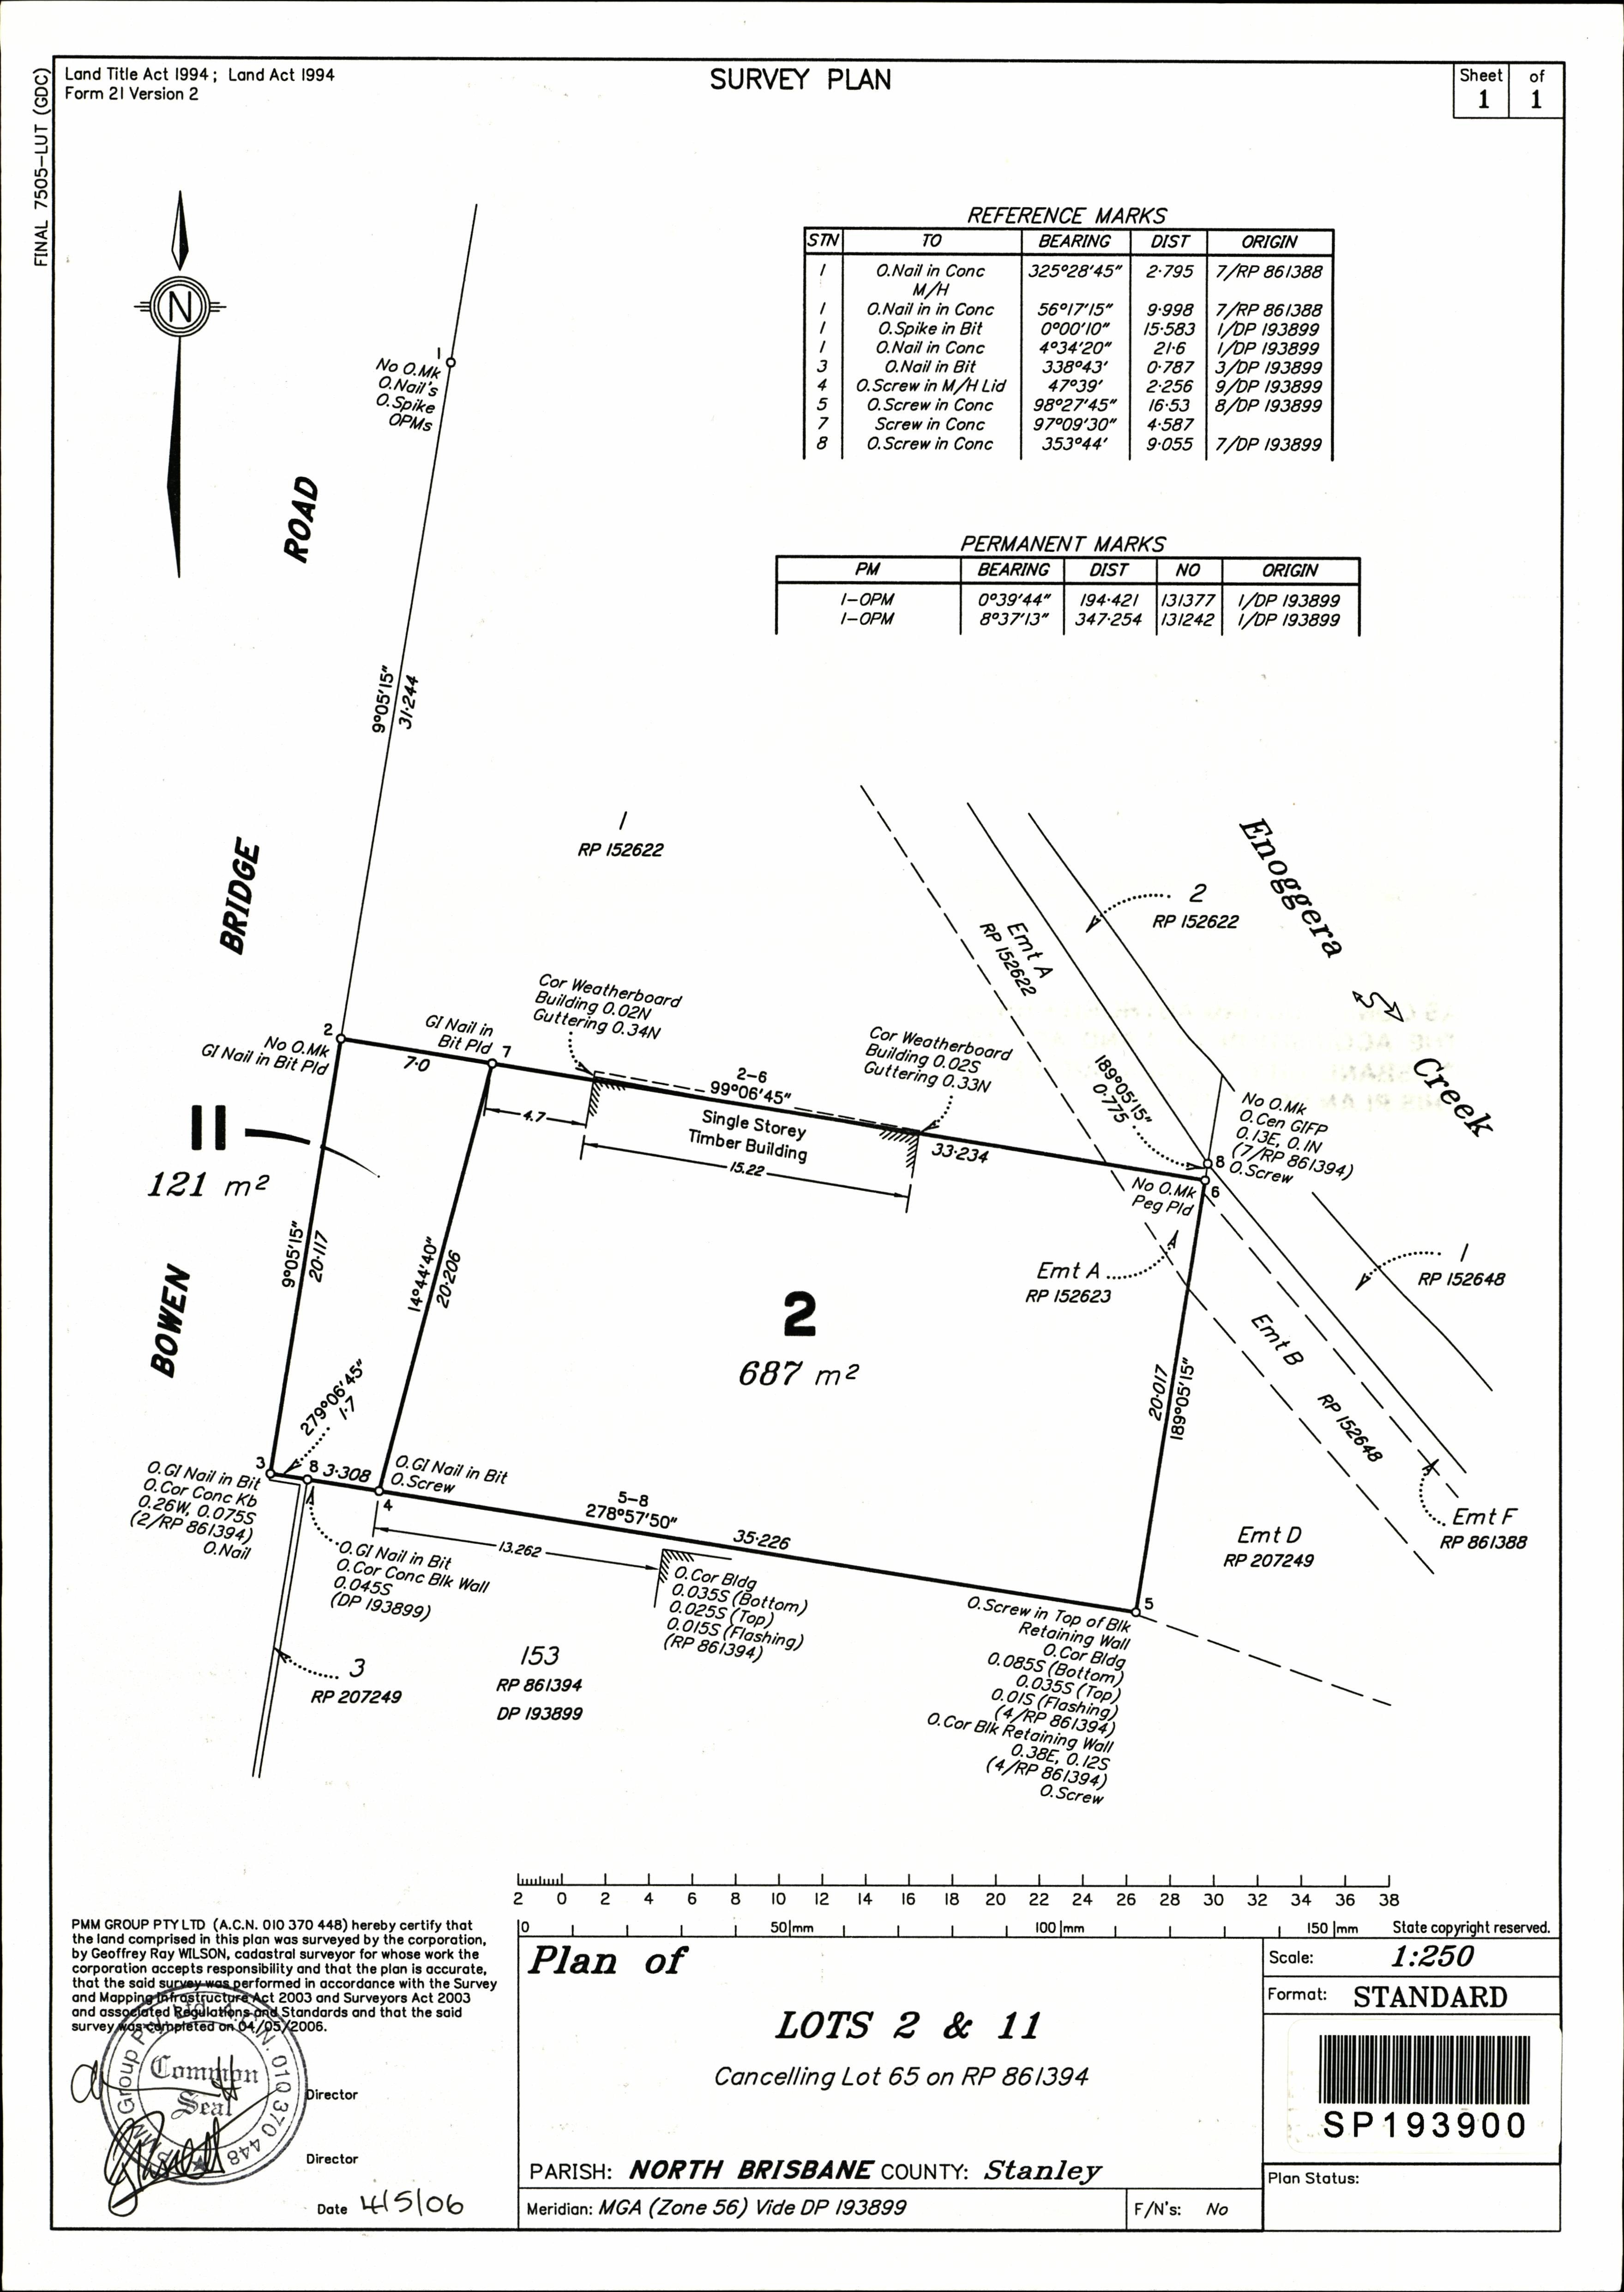 FINAL 7505-LUT (GDC)
Land Title Act 1994 ; Land Act 1994
Form 21 Version 2
SURVEY PLAN
Sheet of
1 1
REFERENCE MARKS
STN TO BEARING DIST ORIGIN
1 O.Nail in Conc M/H 325°28'45" 2·795 7/RP 861388
1 O.Nail in in Conc 56°17'15" 9·998 7/RP 861388
1 O.Spike in Bit 0°00'10" 15·583 1/DP 193899
1 O.Nail in Conc 4°34'20" 21·6 1/DP 193899
3 O.Nail in Bit 338°43' 0·787 3/DP 193899
4 O.Screw in M/H Lid 47°39' 2·256 9/DP 193899
5 O.Screw in Conc 98°27'45" 16·53 8/DP 193899
7 Screw in Conc 97°09'30" 4·587
8 O.Screw in Conc 353°44' 9·055 7/DP 193899
PERMANENT MARKS
PM BEARING DIST NO ORIGIN
1-OPM 0°39'44" 194·421 131377 1/DP 193899
1-OPM 8°37'13" 347·254 131242 1/DP 193899
N
1
No O.Mk
O.Nail's
O.Spike
OPMs
ROAD
BRIDGE
BOWEN
9°05'15"
31·244
1
RP 152622
2
RP 152622
Enoggera
Creek
Emt A
RP 152622
Cor Weatherboard
Building 0.02N
Guttering 0.34N
Cor Weatherboard
Building 0.02S
Guttering 0.33N
2
No O.Mk
GI Nail in Bit Pld
GI Nail in
Bit Pld
7
7·0
2-6
99°06'45"
33·234
Single Storey
Timber Building
4.7
15.22
189°05'15"
0·775
8
6
No O.Mk
O.Cen GIFP
0.13E, 0.1N
(7/RP 861394)
O.Screw
No O.Mk
Peg Pld
Emt A
RP 152623
11
121 m²
9°05'15"
20·117
14°44'40"
20·206
2
687 m²
20·017
189°05'15"
1
RP 152648
Emt B
RP 152648
Emt F
RP 861388
Emt D
RP 207249
279°06'45"
1·7
3
8
3·308
4
O.GI Nail in Bit
O.Cor Conc Kb
0.26W, 0.075S
(2/RP 861394)
O.Nail
O.GI Nail in Bit
O.Screw
5-8
278°57'50"
35·226
13.262
O.GI Nail in Bit
O.Cor Conc Blk Wall
0.045S
(DP 193899)
O.Cor Bldg
0.035S (Bottom)
0.025S (Top)
0.015S (Flashing)
(RP 861394)
5
O.Screw in Top of Blk
Retaining Wall
O.Cor Bldg
0.085S (Bottom)
0.035S (Top)
0.01S (Flashing)
(4/RP 861394)
O.Cor Blk Retaining Wall
0.38E, 0.12S
(4/RP 861394)
O.Screw
3
RP 207249
153
RP 861394
DP 193899
2 0 2 4 6 8 10 12 14 16 18 20 22 24 26 28 30 32 34 36 38
0 50 mm 100 mm 150 mm State copyright reserved.
PMM GROUP PTY LTD (A.C.N. 010 370 448) hereby certify that
the land comprised in this plan was surveyed by the corporation,
by Geoffrey Ray WILSON, cadastral surveyor for whose work the
corporation accepts responsibility and that the plan is accurate,
that the said survey was performed in accordance with the Survey
and Mapping Infrastructure Act 2003 and Surveyors Act 2003
and associated Regulations and Standards and that the said
survey was completed on 04/05/2006.
PMM Group Pty Ltd. A.C.N. 010 370 448
Common
Seal
Director
Director
Date 4/5/06
Plan of
LOTS 2 & 11
Cancelling Lot 65 on RP 861394
PARISH: NORTH BRISBANE COUNTY: Stanley
Meridian: MGA (Zone 56) Vide DP 193899
F/N's: No
Scale: 1:250
Format: STANDARD
SP193900
Plan Status: